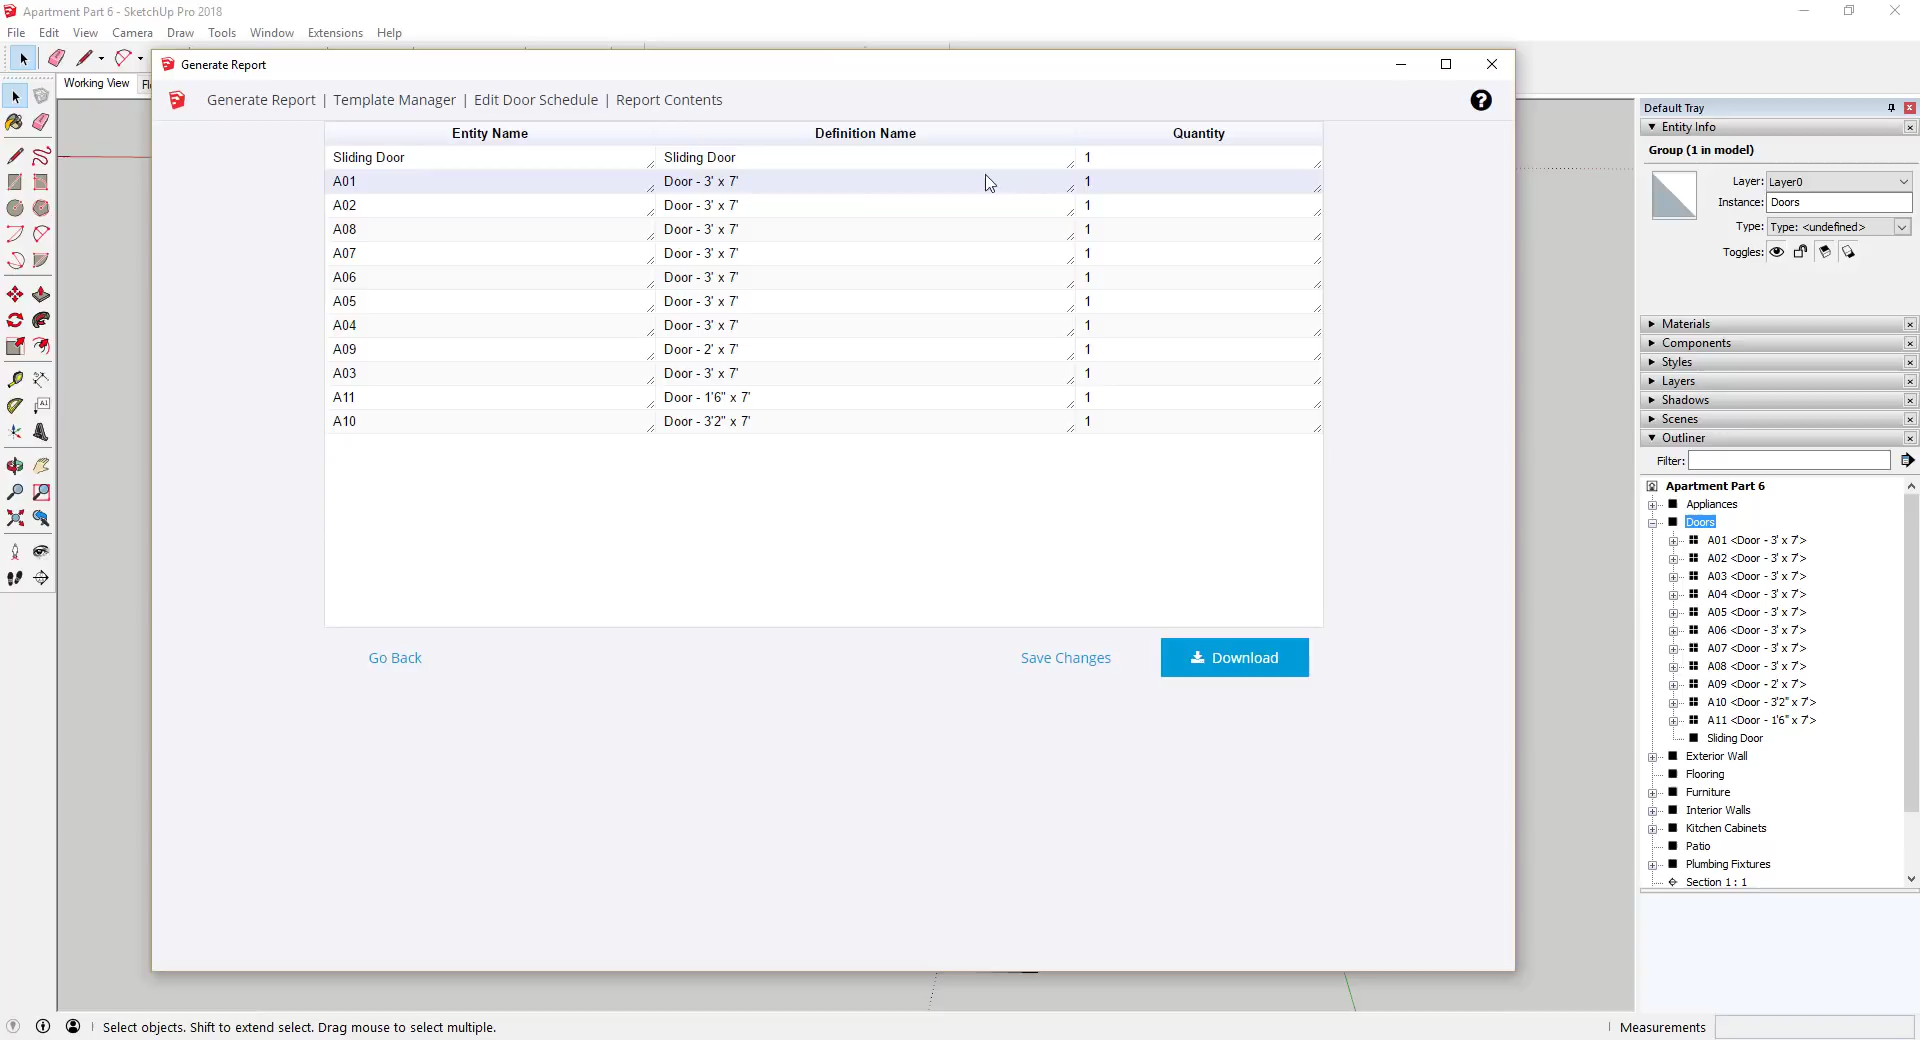 Apartment Part 6 - SketchUp Pro 2018
File Edit View Camera Draw Tools Window Extensions Help
Working View
Generate Report
Generate Report | Template Manager | Edit Door Schedule | Report Contents
?
Entity Name Definition Name Quantity
Sliding Door Sliding Door 1
A01 Door - 3' x 7' 1
A02 Door - 3' x 7' 1
A08 Door - 3' x 7' 1
A07 Door - 3' x 7' 1
A06 Door - 3' x 7' 1
A05 Door - 3' x 7' 1
A04 Door - 3' x 7' 1
A09 Door - 2' x 7' 1
A03 Door - 3' x 7' 1
A11 Door - 1'6" x 7' 1
A10 Door - 3'2" x 7' 1
Go Back Save Changes Download
Default Tray
Entity Info
Group (1 in model)
Layer: Layer0
Instance: Doors
Type: Type: <undefined>
Toggles:
Materials
Components
Styles
Layers
Shadows
Scenes
Outliner
Filter:
Apartment Part 6
Appliances
Doors
A01 <Door - 3' x 7'>
A02 <Door - 3' x 7'>
A03 <Door - 3' x 7'>
A04 <Door - 3' x 7'>
A05 <Door - 3' x 7'>
A06 <Door - 3' x 7'>
A07 <Door - 3' x 7'>
A08 <Door - 3' x 7'>
A09 <Door - 2' x 7'>
A10 <Door - 3'2" x 7'>
A11 <Door - 1'6" x 7'>
Sliding Door
Exterior Wall
Flooring
Furniture
Interior Walls
Kitchen Cabinets
Patio
Plumbing Fixtures
Section 1 : 1
Select objects. Shift to extend select. Drag mouse to select multiple.
Measurements